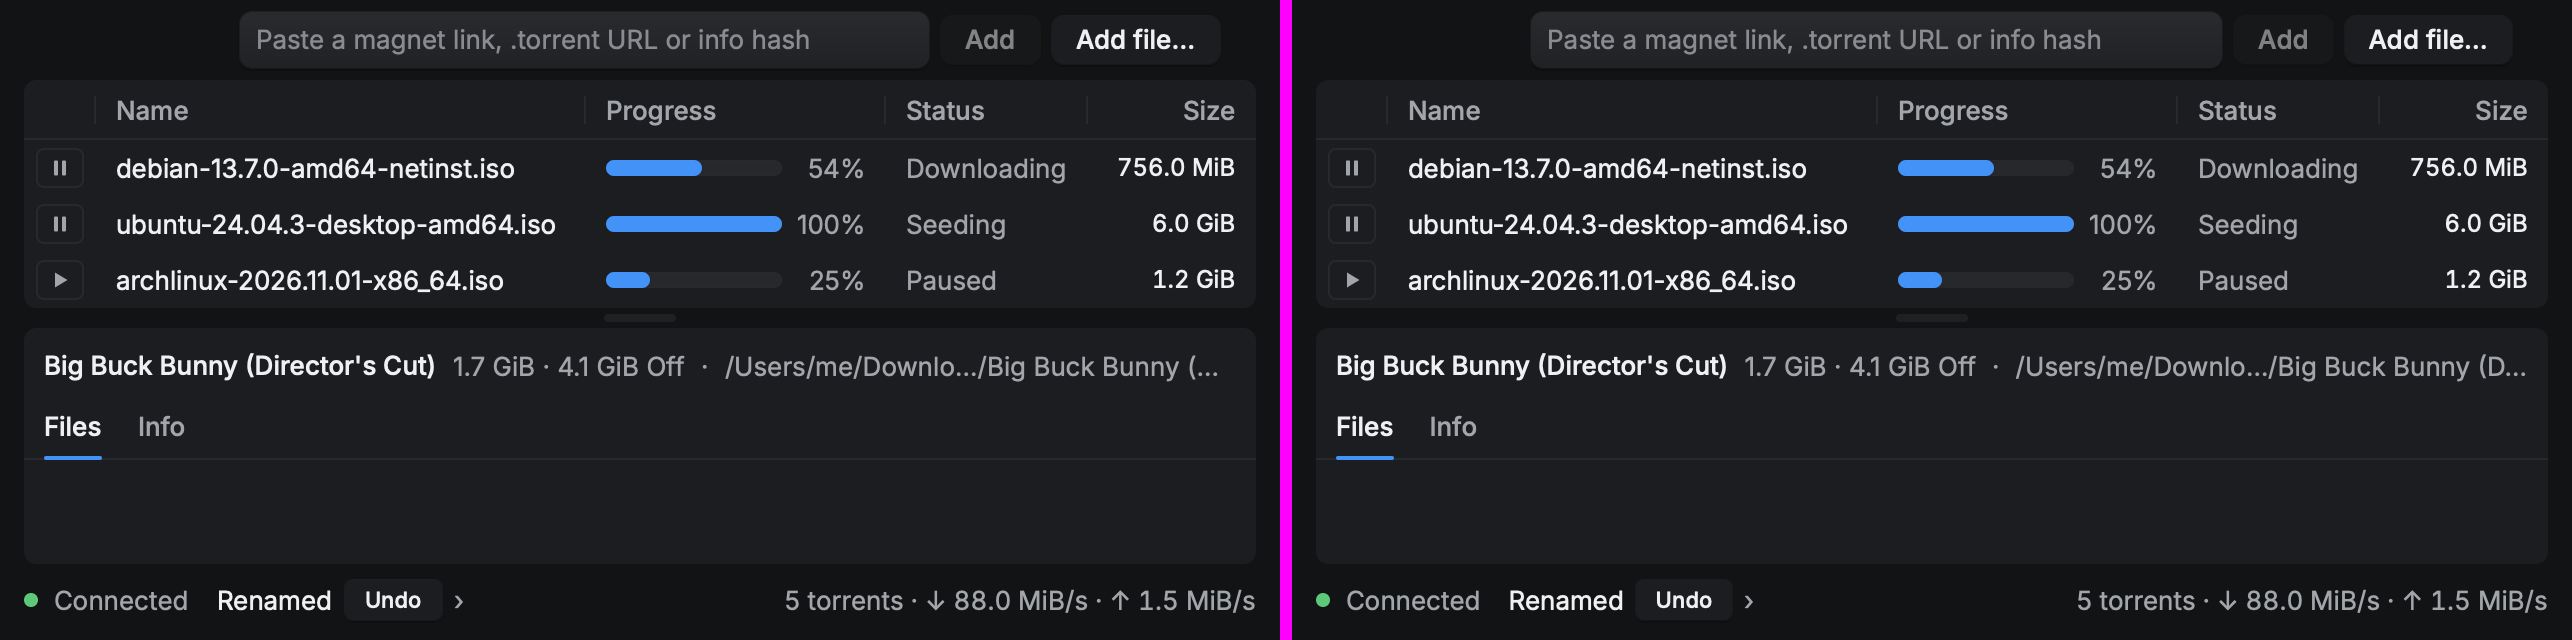 Paste a magnet link, .torrent URL or info hash Add Add file...
Name Progress Status Size
debian-13.7.0-amd64-netinst.iso 54% Downloading 756.0 MiB
ubuntu-24.04.3-desktop-amd64.iso 100% Seeding 6.0 GiB
archlinux-2026.11.01-x86_64.iso 25% Paused 1.2 GiB
Big Buck Bunny (Director's Cut) 1.7 GiB · 4.1 GiB Off · /Users/me/Downlo.../Big Buck Bunny (...
Files Info
Connected Renamed Undo › 5 torrents · ↓ 88.0 MiB/s · ↑ 1.5 MiB/s
Paste a magnet link, .torrent URL or info hash Add Add file...
Name Progress Status Size
debian-13.7.0-amd64-netinst.iso 54% Downloading 756.0 MiB
ubuntu-24.04.3-desktop-amd64.iso 100% Seeding 6.0 GiB
archlinux-2026.11.01-x86_64.iso 25% Paused 1.2 GiB
Big Buck Bunny (Director's Cut) 1.7 GiB · 4.1 GiB Off · /Users/me/Downlo.../Big Buck Bunny (D...
Files Info
Connected Renamed Undo › 5 torrents · ↓ 88.0 MiB/s · ↑ 1.5 MiB/s